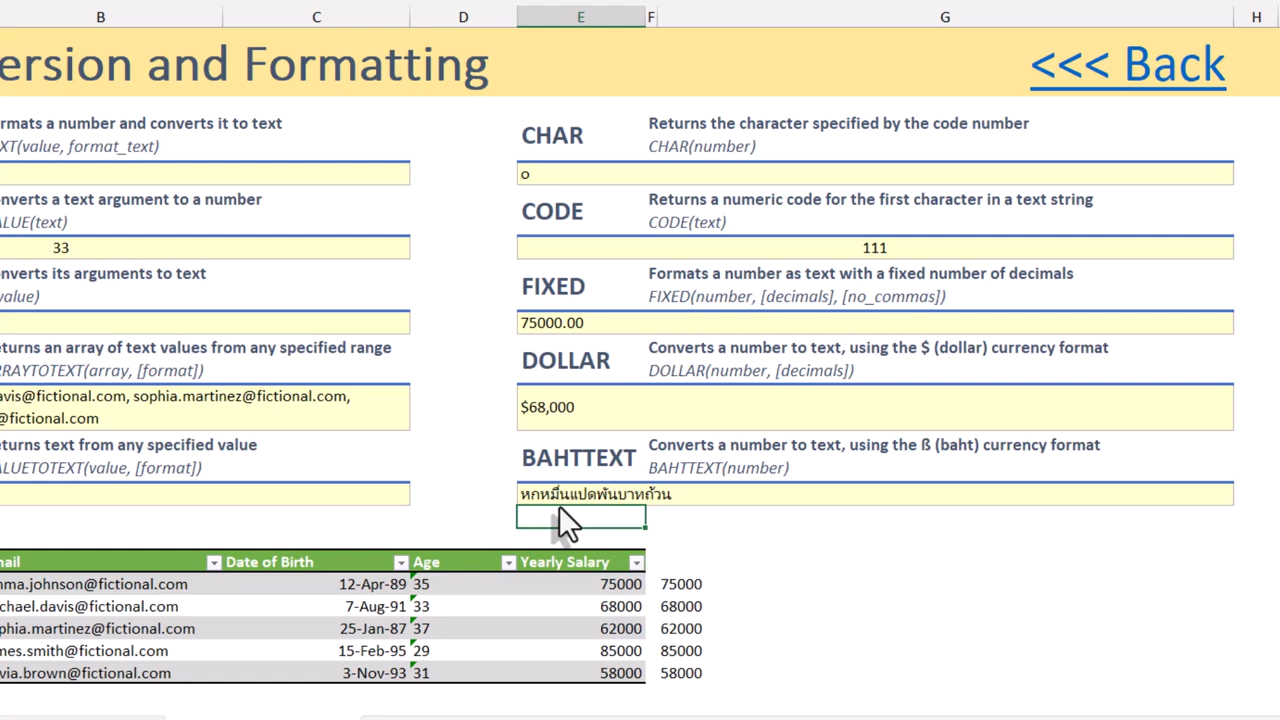 B C D E F G H
ersion and Formatting <<< Back
rmats a number and converts it to text
XT(value, format_text)
CHAR Returns the character specified by the code number
CHAR(number)
o
nverts a text argument to a number
ALUE(text)
33
CODE Returns a numeric code for the first character in a text string
CODE(text)
111
nverts its arguments to text
value)
FIXED Formats a number as text with a fixed number of decimals
FIXED(number, [decimals], [no_commas])
75000.00
eturns an array of text values from any specified range
RRAYTOTEXT(array, [format])
avis@fictional.com, sophia.martinez@fictional.com,
@fictional.com
DOLLAR Converts a number to text, using the $ (dollar) currency format
DOLLAR(number, [decimals])
$68,000
eturns text from any specified value
ALUETOTEXT(value, [format])
BAHTTEXT Converts a number to text, using the ß (baht) currency format
BAHTTEXT(number)
หกหมื่นแปดพันบาทถ้วน
mail Date of Birth Age Yearly Salary
mma.johnson@fictional.com 12-Apr-89 35 75000 75000
chael.davis@fictional.com 7-Aug-91 33 68000 68000
phia.martinez@fictional.com 25-Jan-87 37 62000 62000
mes.smith@fictional.com 15-Feb-95 29 85000 85000
via.brown@fictional.com 3-Nov-93 31 58000 58000